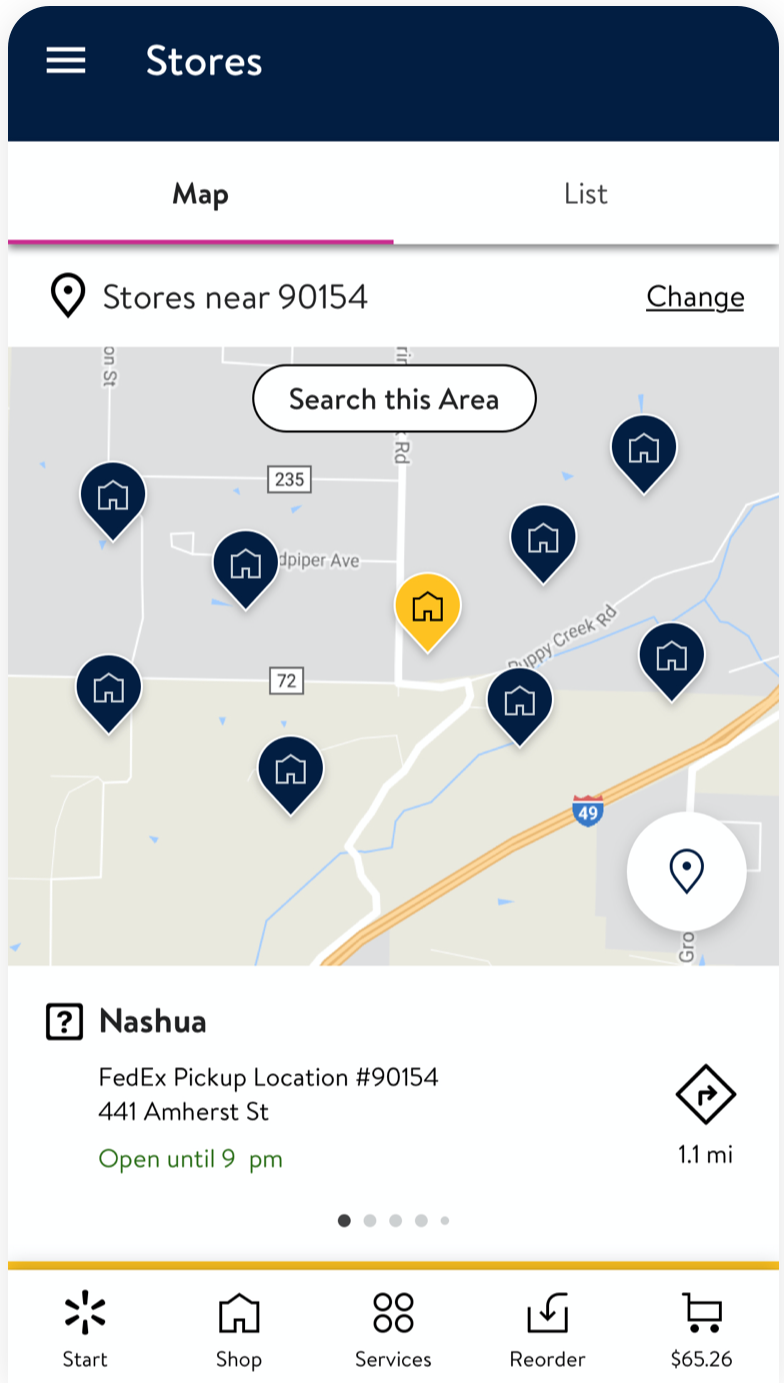 Stores
Map
List
Stores near 90154
Change
on St
Rd
Search this Area
235
dpiper Ave
Puppy Creek Rd
72
49
Gro
?
Nashua
FedEx Pickup Location #90154
441 Amherst St
Open until 9 pm
1.1 mi
Start
Shop
Services
Reorder
$65.26